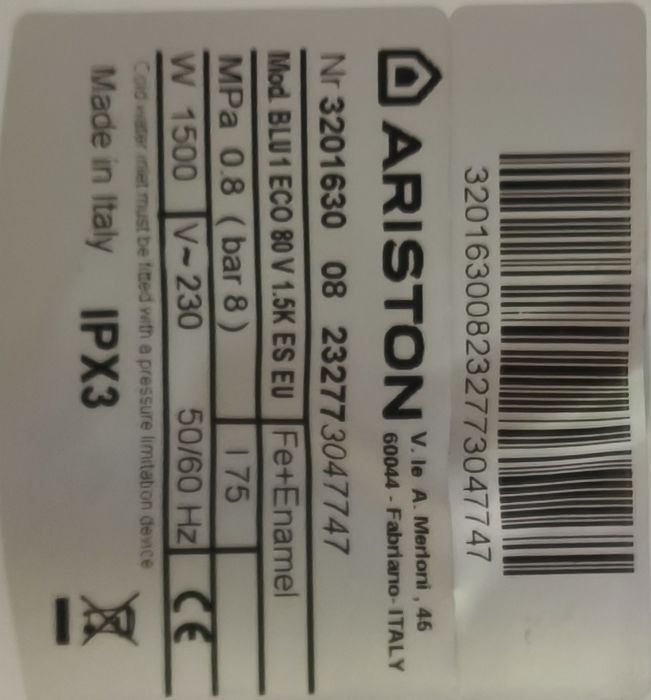 320163008232773047747
ARISTON
V. le A. Merloni , 45
60044 - Fabriano- ITALY
Nr 3201630 08 232773047747
Mod. BLU1 ECO 80 V 1.5K ES EU Fe+Enamel
MPa 0.8 ( bar 8 ) l 75
W 1500 V~ 230 50/60 Hz CE
Cold water inlet must be fitted with a pressure limitation device
Made in Italy IPX3